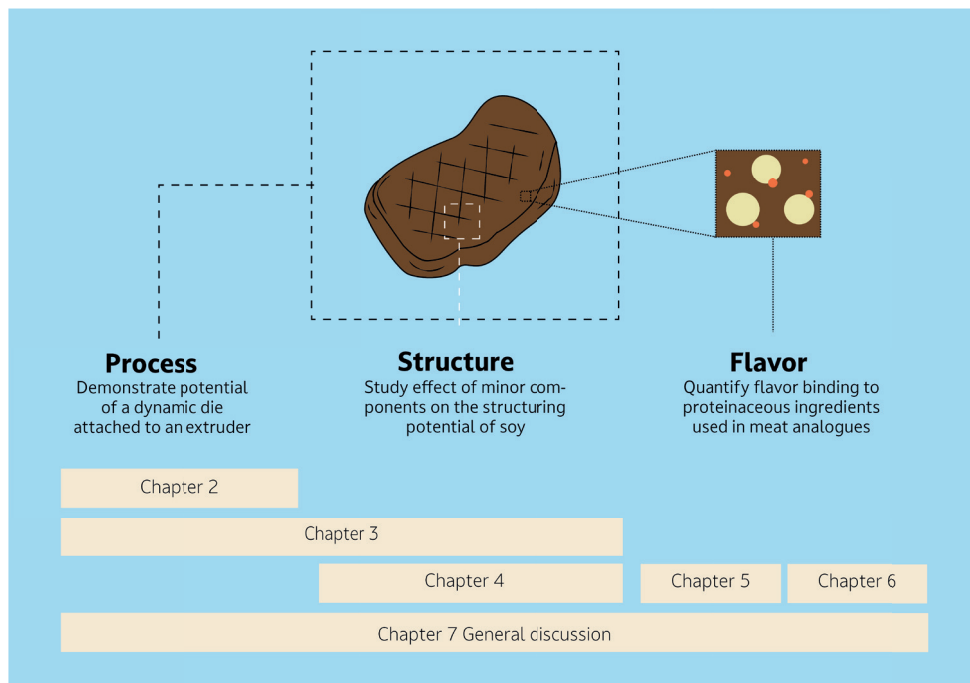 Process
Demonstrate potential
of a dynamic die
attached to an extruder
Structure
Study effect of minor com-
ponents on the structuring
potential of soy
Flavor
Quantify flavor binding to
proteinaceous ingredients
used in meat analogues
Chapter 2
Chapter 3
Chapter 4
Chapter 5
Chapter 6
Chapter 7 General discussion